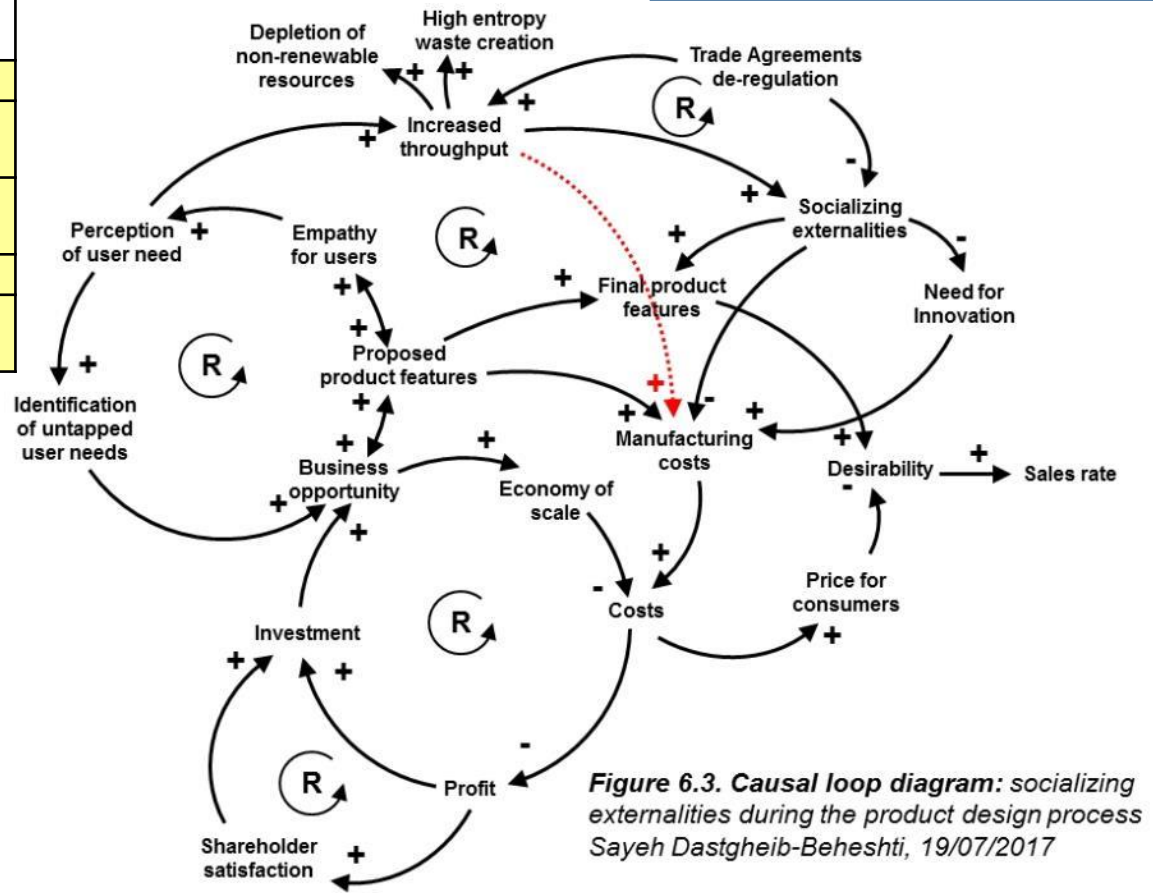 Depletion of
non-renewable
resources
High entropy
waste creation
Trade Agreements
de-regulation
+
+
+
R
Increased
throughput
+
-
+
Socializing
externalities
Perception
of user need
+
Empathy
for users
R
+
-
+
+
Final product
features
Need for
Innovation
+
Proposed
product features
R
+
+
+
-
+
+
Identification
of untapped
user needs
+
+
Manufacturing
costs
+
Business
opportunity
+
Economy of
scale
Desirability
-
+
Sales rate
+
+
-
+
Costs
Price for
consumers
+
R
Investment
+
+
-
R
Profit
Shareholder
satisfaction
+
Figure 6.3. Causal loop diagram: socializing
externalities during the product design process
Sayeh Dastgheib-Beheshti, 19/07/2017